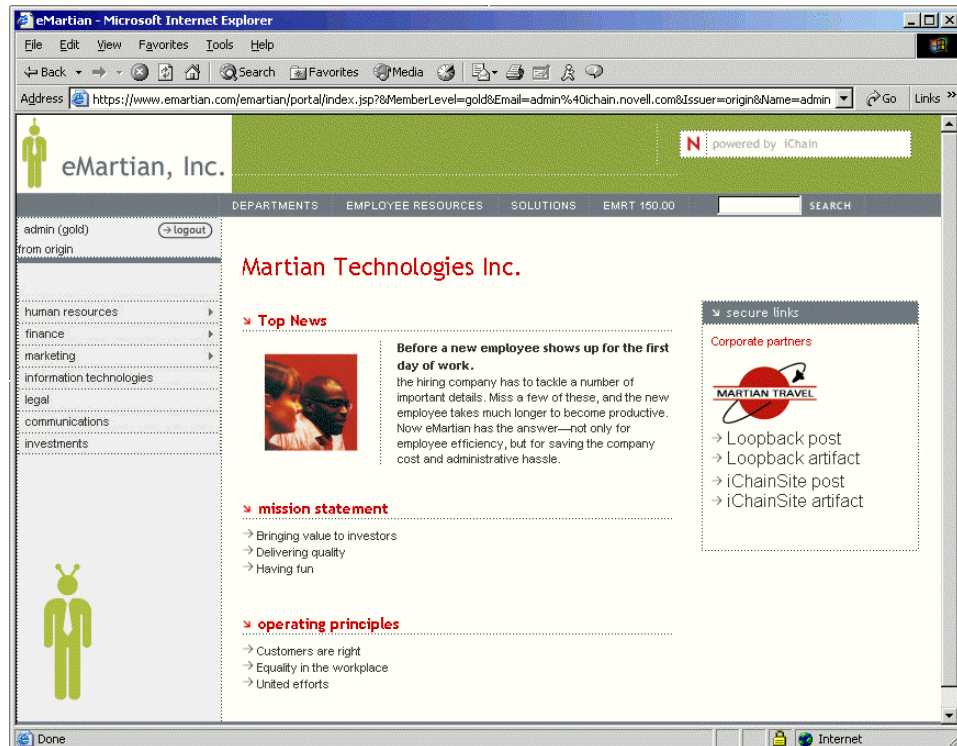 eMartian - Microsoft Internet Explorer
File Edit View Favorites Tools Help
Back Search Favorites Media
Address https://www.emartian.com/emartian/portal/index.jsp?&MemberLevel=gold&Email=admin%40ichain.novell.com&Issuer=origin&Name=admin Go Links »
eMartian, Inc.
N powered by iChain
DEPARTMENTS EMPLOYEE RESOURCES SOLUTIONS EMRT 150.00 SEARCH
admin (gold) logout
from origin
human resources
finance
marketing
information technologies
legal
communications
investments
Martian Technologies Inc.
Top News
Before a new employee shows up for the first
day of work.
the hiring company has to tackle a number of
important details. Miss a few of these, and the new
employee takes much longer to become productive.
Now eMartian has the answer—not only for
employee efficiency, but for saving the company
cost and administrative hassle.
mission statement
Bringing value to investors
Delivering quality
Having fun
operating principles
Customers are right
Equality in the workplace
United efforts
secure links
Corporate partners
MARTIAN TRAVEL
Loopback post
Loopback artifact
iChainSite post
iChainSite artifact
Done Internet